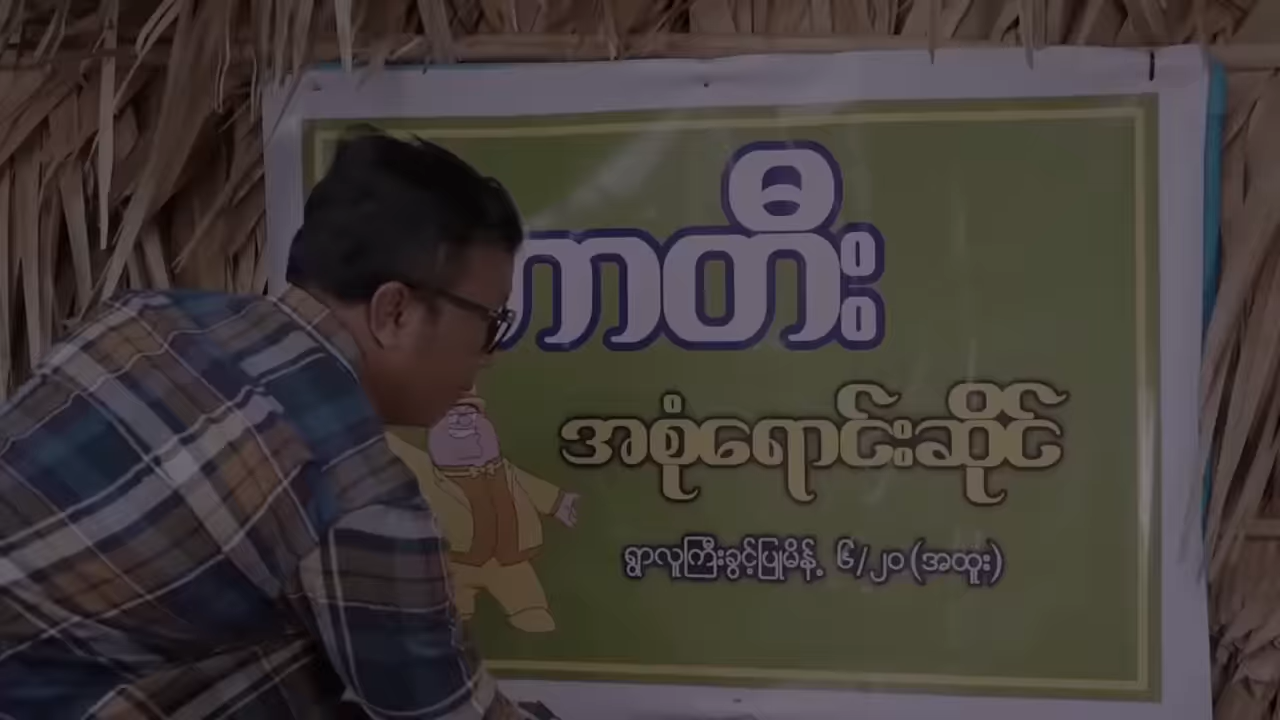 တီး
အစုံရောင်းဆိုင်
ရွာလူကြီးခွင့်ပြုမိန့် ၆/၂၀ (အထူး)